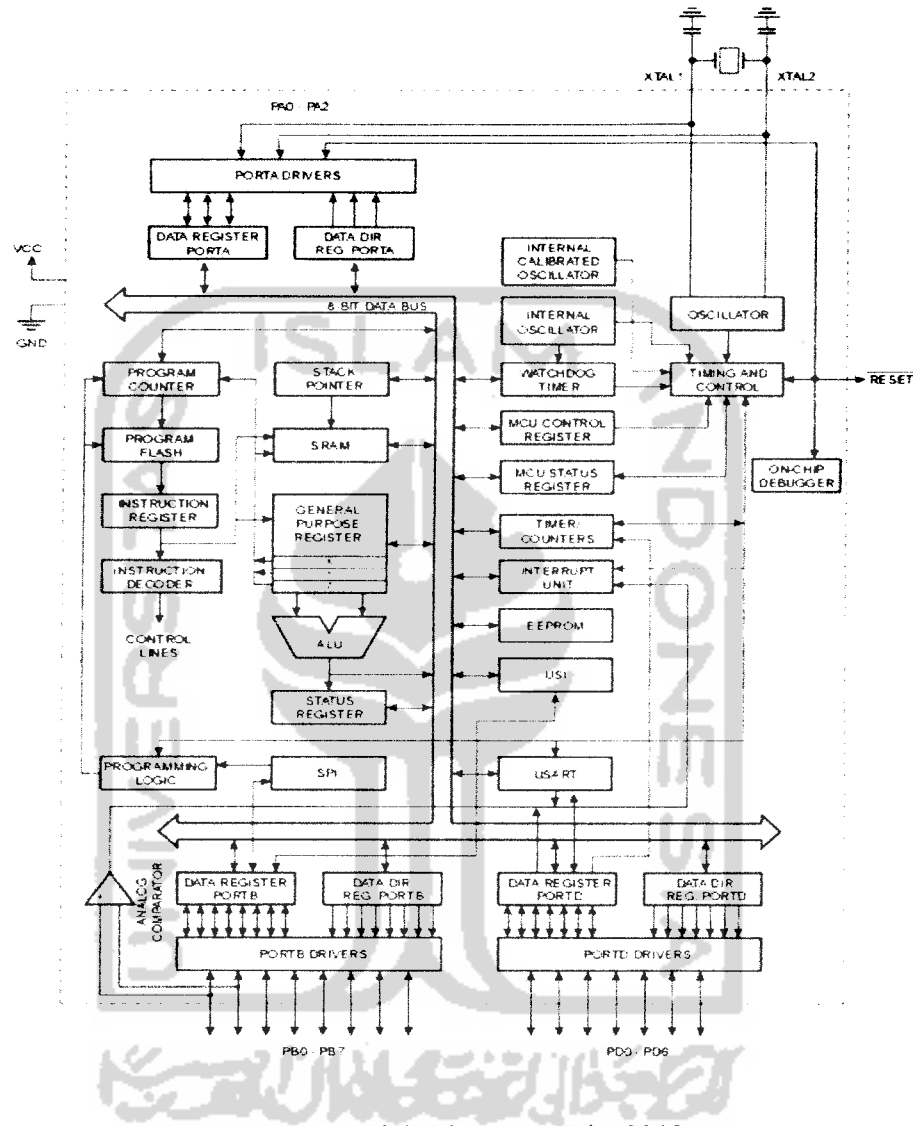 XTAL1
XTAL2
PA0 - PA2
PORTA DRIVERS
DATA REGISTER
PORTA
DATA DIR
REG. PORTA
VCC
GND
8-BIT DATA BUS
INTERNAL
CALIBRATED
OSCILLATOR
INTERNAL
OSCILLATOR
OSCILLATOR
PROGRAM
COUNTER
STACK
POINTER
WATCHDOG
TIMER
TIMING AND
CONTROL
RESET
PROGRAM
FLASH
SRAM
MCU CONTROL
REGISTER
MCU STATUS
REGISTER
ON-CHIP
DEBUGGER
INSTRUCTION
REGISTER
GENERAL
PURPOSE
REGISTER
TIMER/
COUNTERS
INSTRUCTION
DECODER
INTERRUPT
UNIT
CONTROL
LINES
ALU
EEPROM
USI
STATUS
REGISTER
PROGRAMMING
LOGIC
SPI
USART
ANALOG
COMPARATOR
DATA REGISTER
PORTB
DATA DIR
REG. PORTB
DATA REGISTER
PORTD
DATA DIR
REG. PORTD
PORTB DRIVERS
PORTD DRIVERS
PB0 - PB7
PD0 - PD6
UNIVERSITAS
ISLAM
INDONESIA